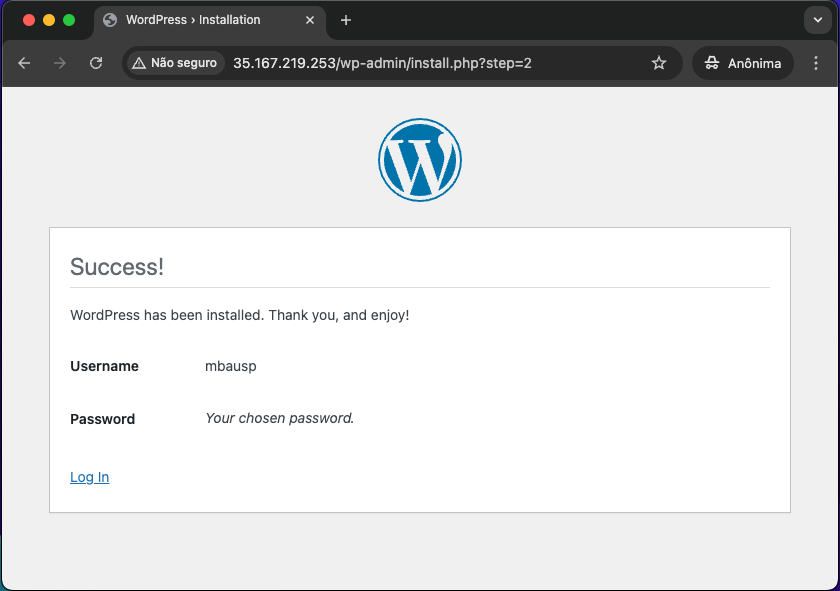 WordPress › Installation
Não seguro 35.167.219.253/wp-admin/install.php?step=2 Anônima
Success!
WordPress has been installed. Thank you, and enjoy!
Username mbausp
Password Your chosen password.
Log In